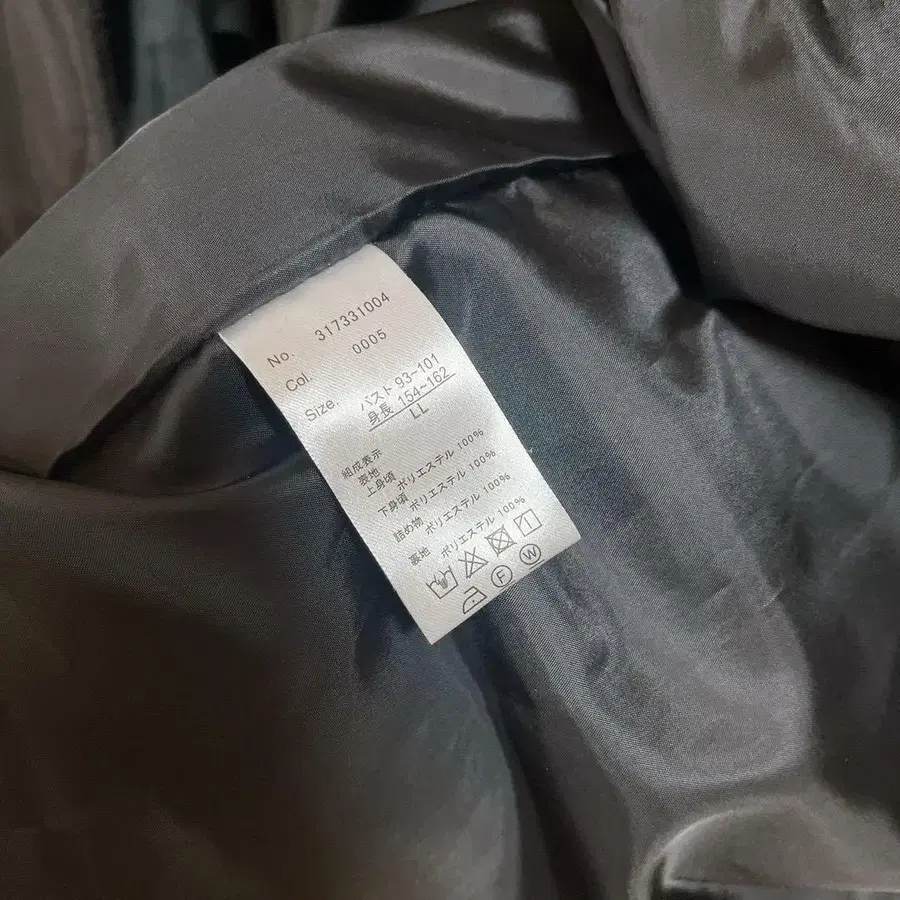 No. 317331004
Col. 0005
Size. バスト 93-101
身長 154~162
LL
組成表示
表地
上身頃 ポリエステル 100%
下身頃 ポリエステル 100%
詰め物 ポリエステル 100%
裏地 ポリエステル 100%
F W